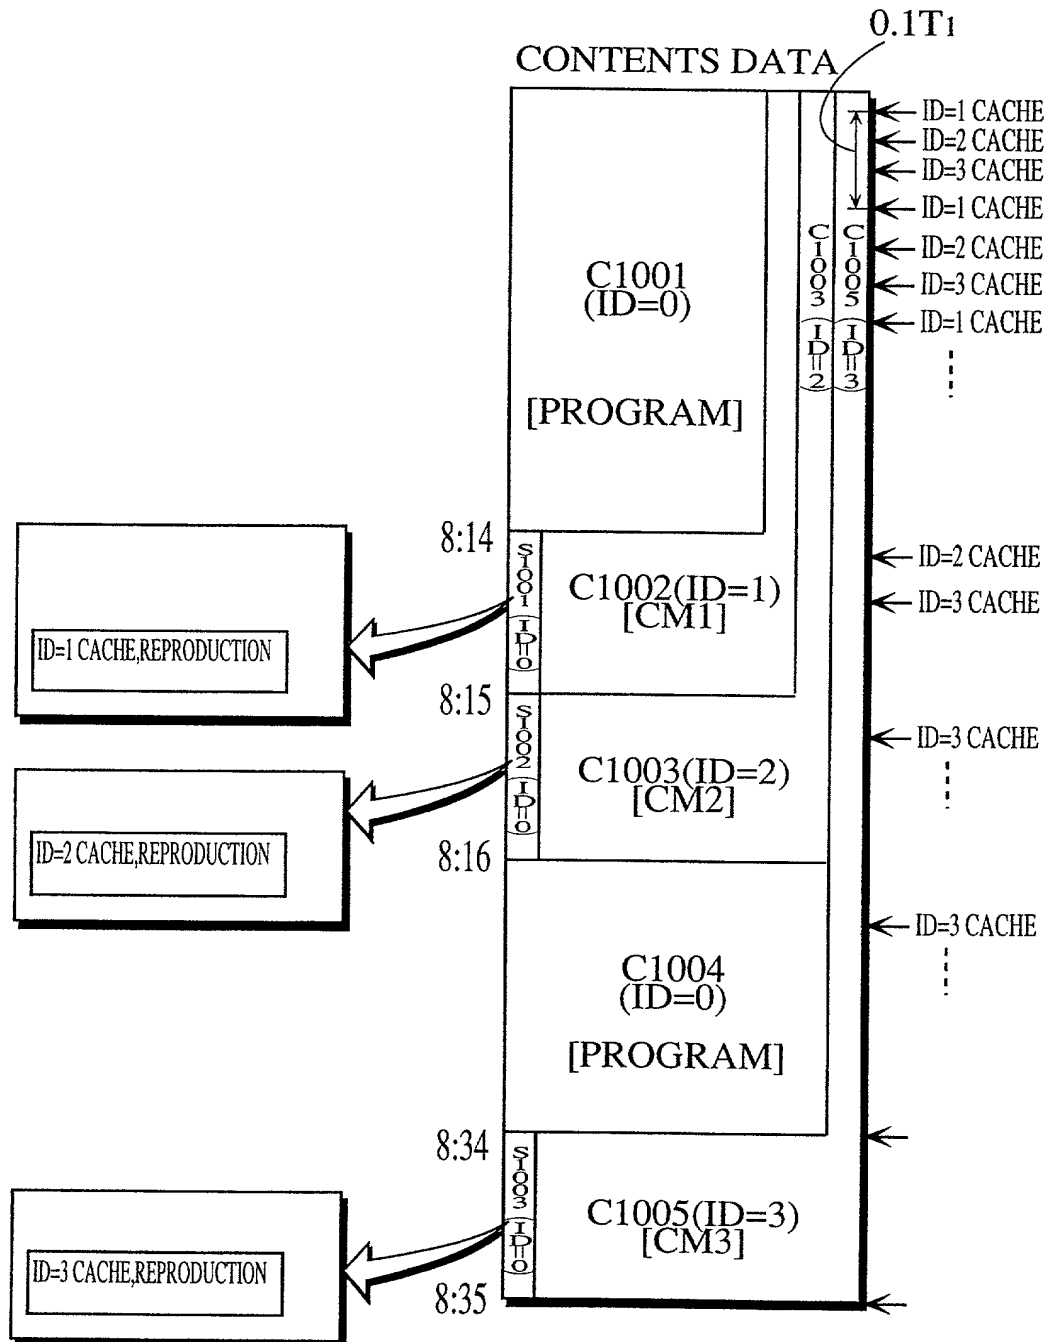 0.1T1
CONTENTS DATA
ID=1 CACHE
ID=2 CACHE
ID=3 CACHE
ID=1 CACHE
ID=2 CACHE
ID=3 CACHE
ID=1 CACHE
C1003(ID=2)
C1005(ID=3)
C1001
(ID=0)
[PROGRAM]
8:14
S1001(ID=0)
C1002(ID=1)
[CM1]
ID=2 CACHE
ID=3 CACHE
ID=1 CACHE,REPRODUCTION
8:15
S1002(ID=0)
C1003(ID=2)
[CM2]
ID=3 CACHE
ID=2 CACHE,REPRODUCTION
8:16
ID=3 CACHE
C1004
(ID=0)
[PROGRAM]
8:34
S1003(ID=0)
C1005(ID=3)
[CM3]
ID=3 CACHE,REPRODUCTION
8:35